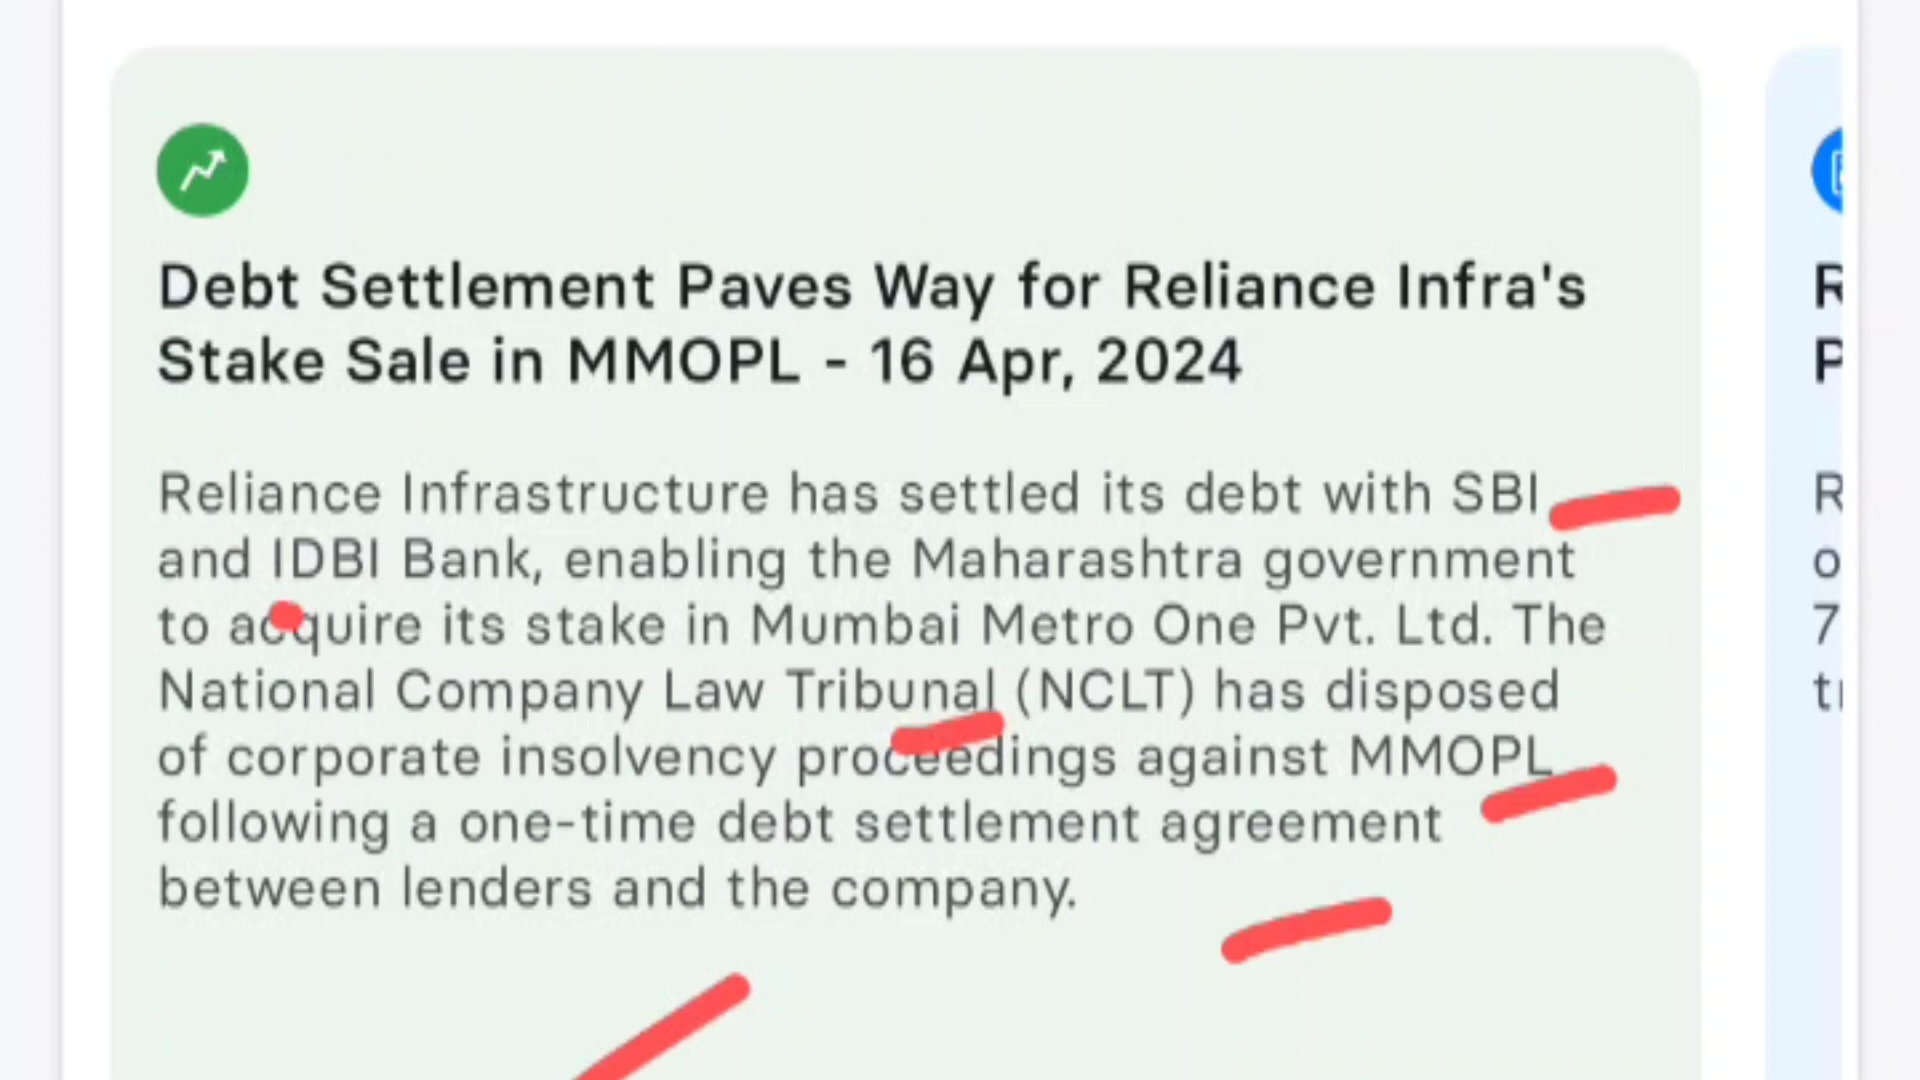 Debt Settlement Paves Way for Reliance Infra's
Stake Sale in MMOPL - 16 Apr, 2024
Reliance Infrastructure has settled its debt with SBI
and IDBI Bank, enabling the Maharashtra government
to acquire its stake in Mumbai Metro One Pvt. Ltd. The
National Company Law Tribunal (NCLT) has disposed
of corporate insolvency proceedings against MMOPL
following a one-time debt settlement agreement
between lenders and the company.